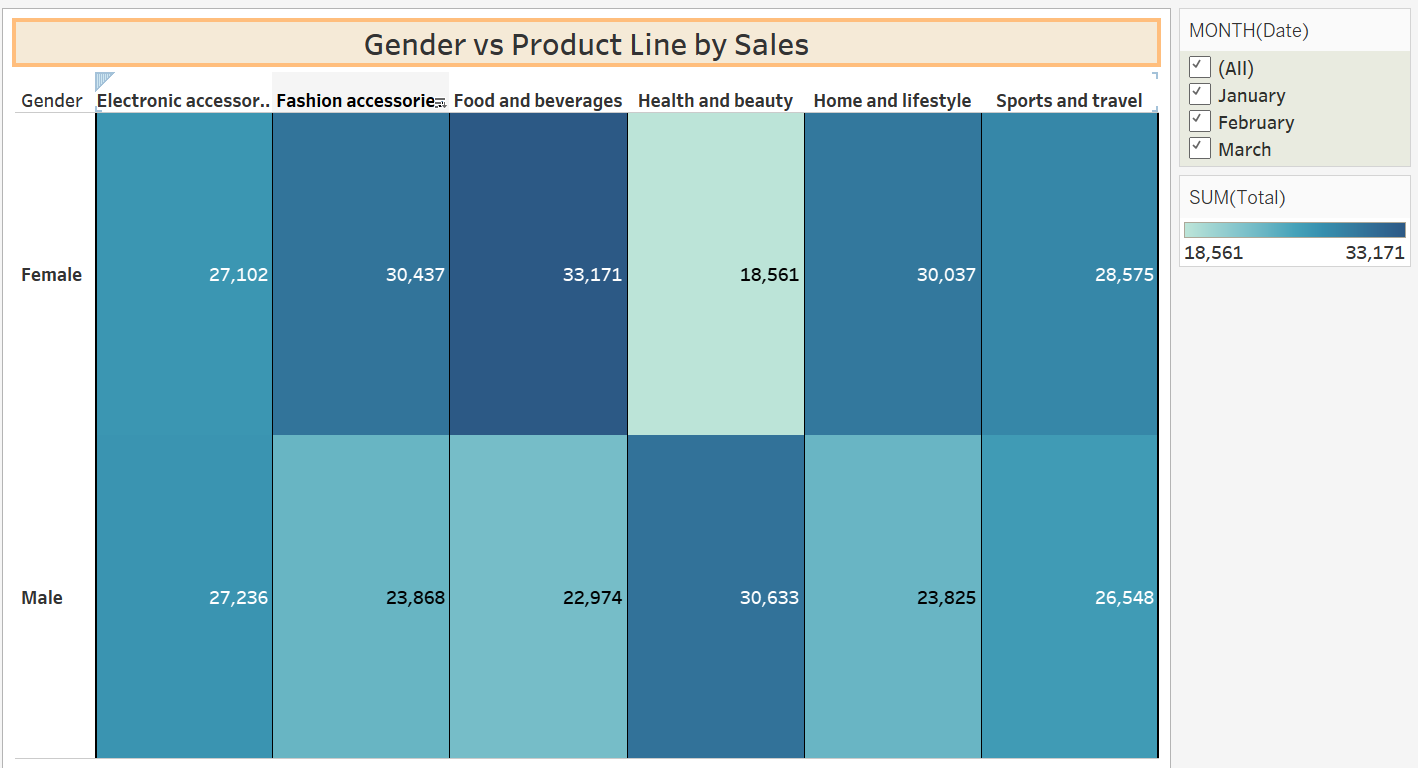 Gender vs Product Line by Sales
Gender Electronic accessor.. Fashion accessorie Food and beverages Health and beauty Home and lifestyle Sports and travel
Female 27,102 30,437 33,171 18,561 30,037 28,575
Male 27,236 23,868 22,974 30,633 23,825 26,548
MONTH(Date)
(All)
January
February
March
SUM(Total)
18,561 33,171